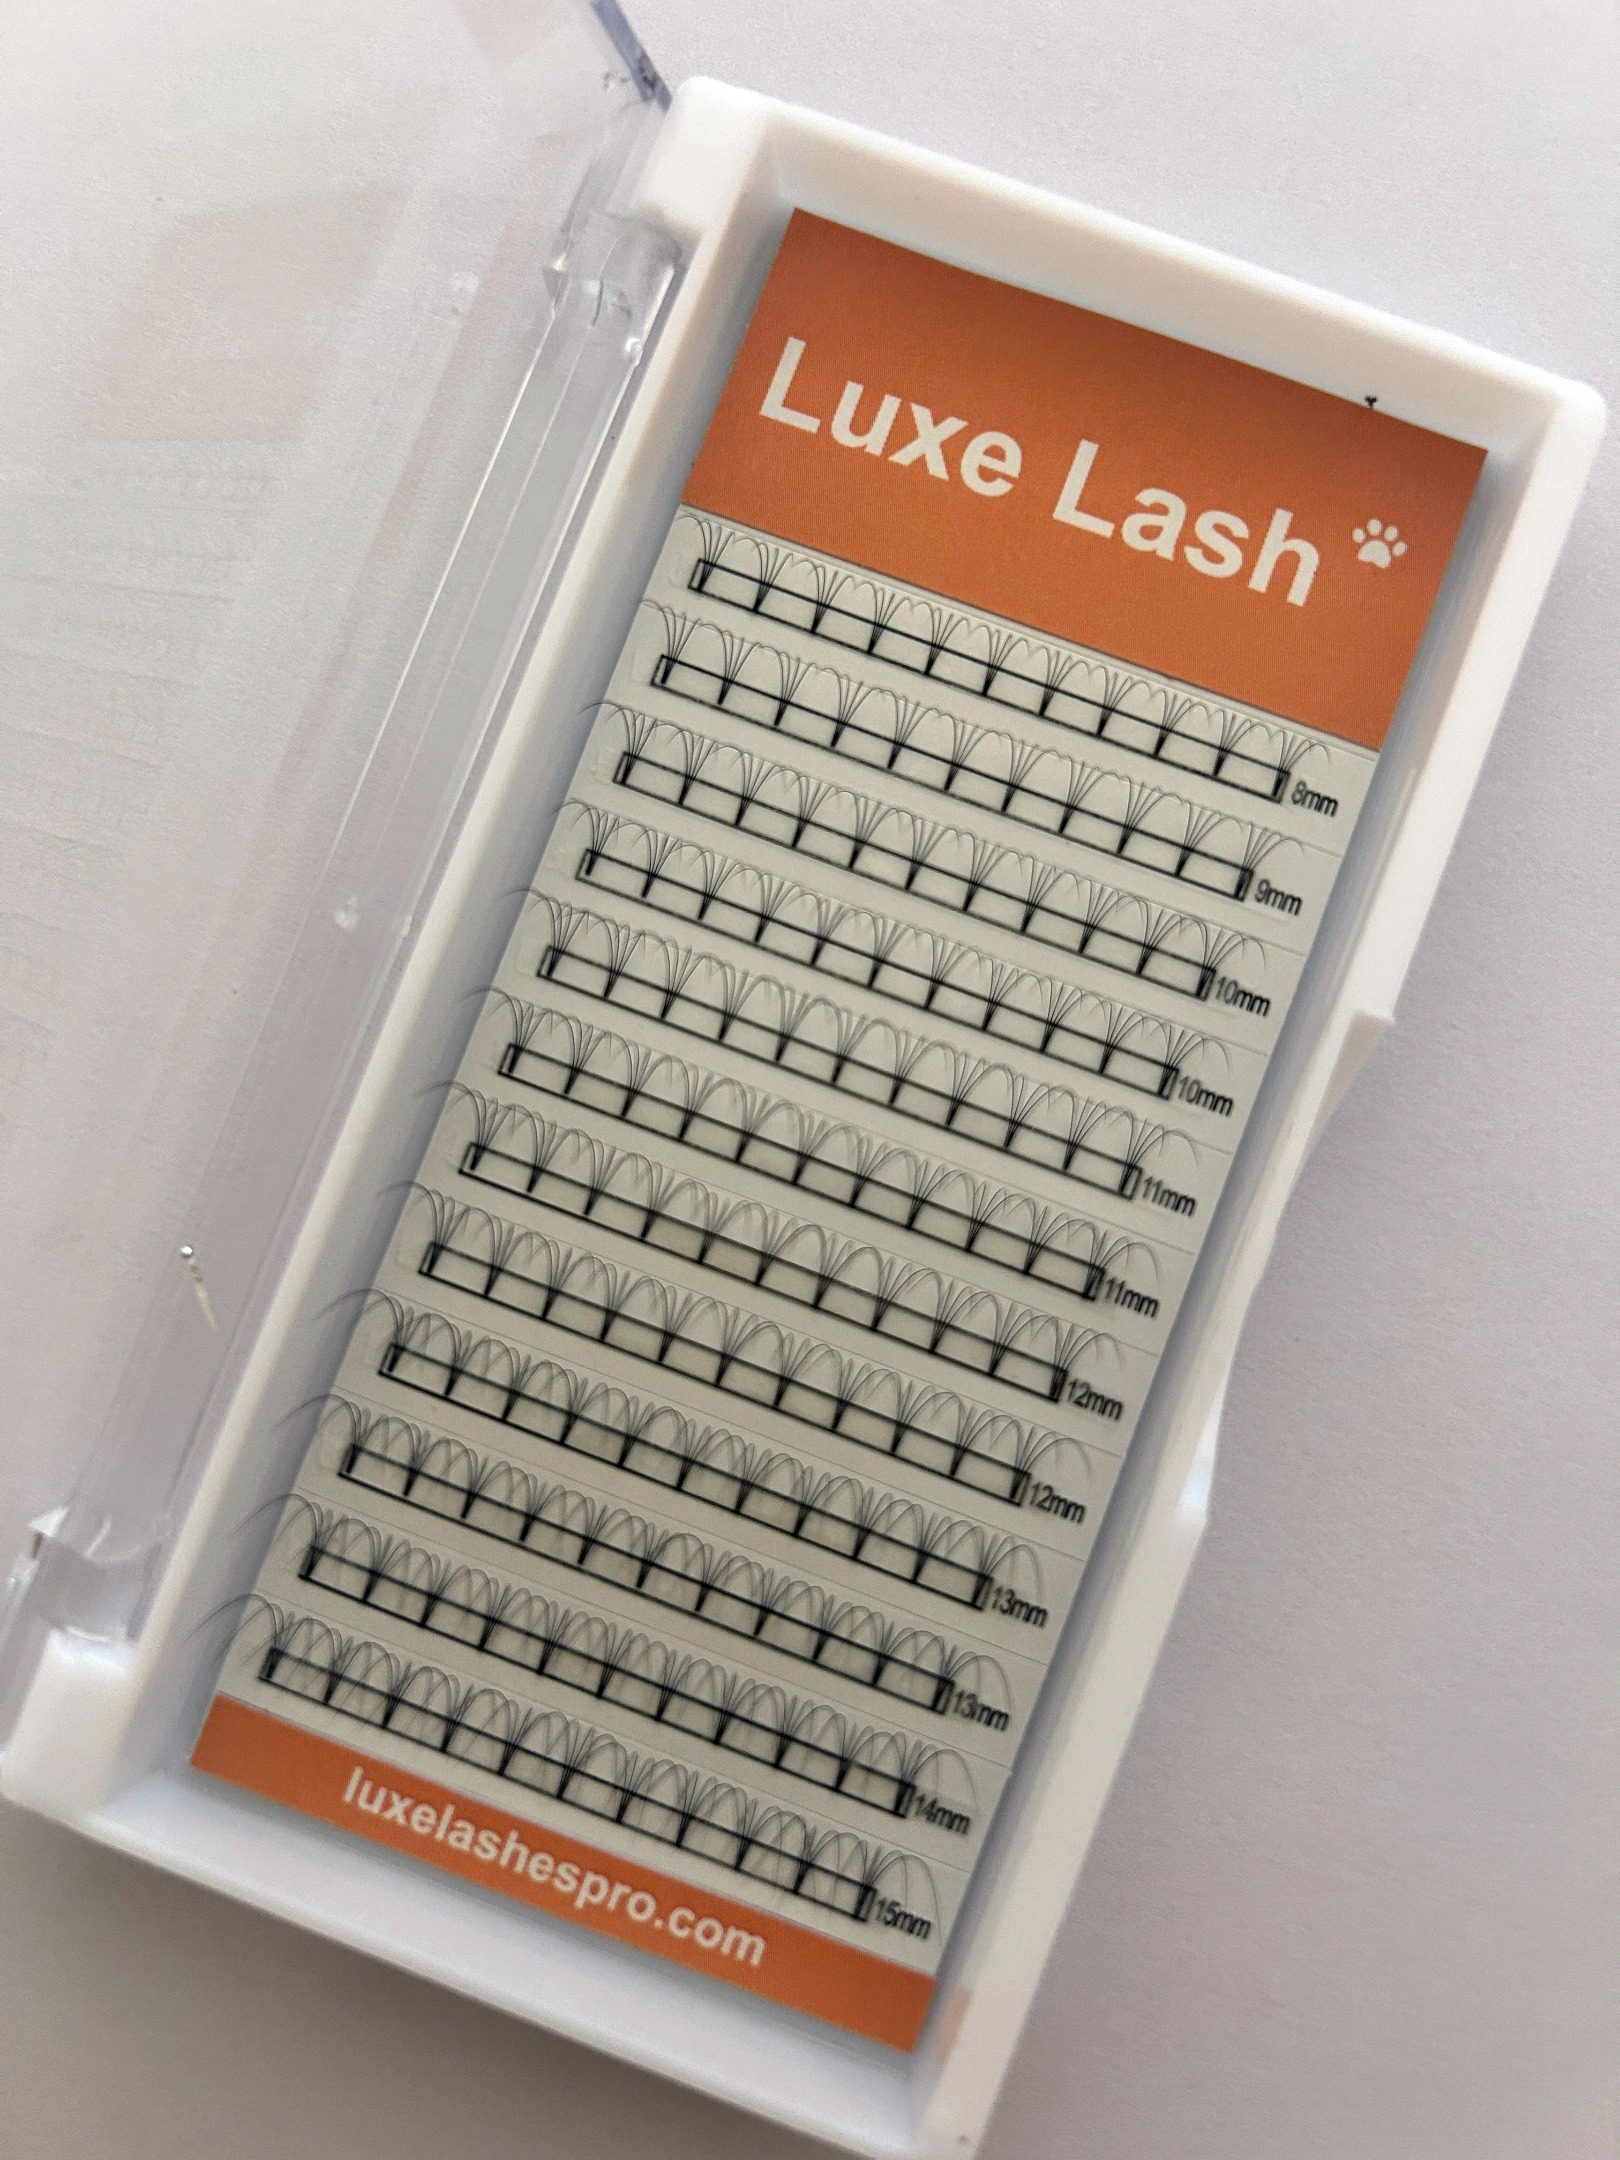 Luxe Lash
8mm
9mm
10mm
10mm
11mm
11mm
12mm
12mm
13mm
13mm
14mm
15mm
luxelashespro.com